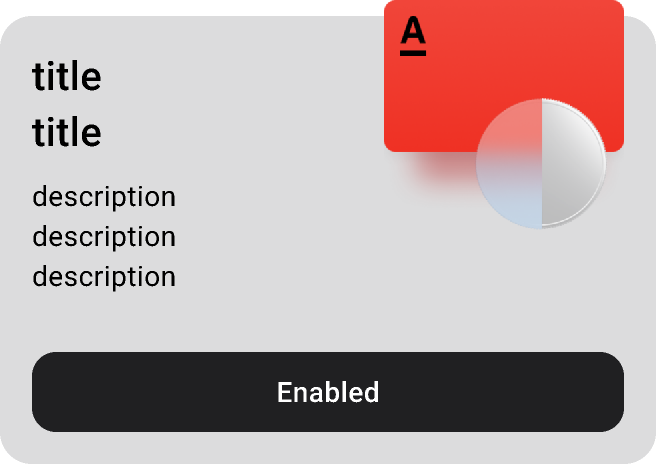 A
title
title
description
description
description
Enabled